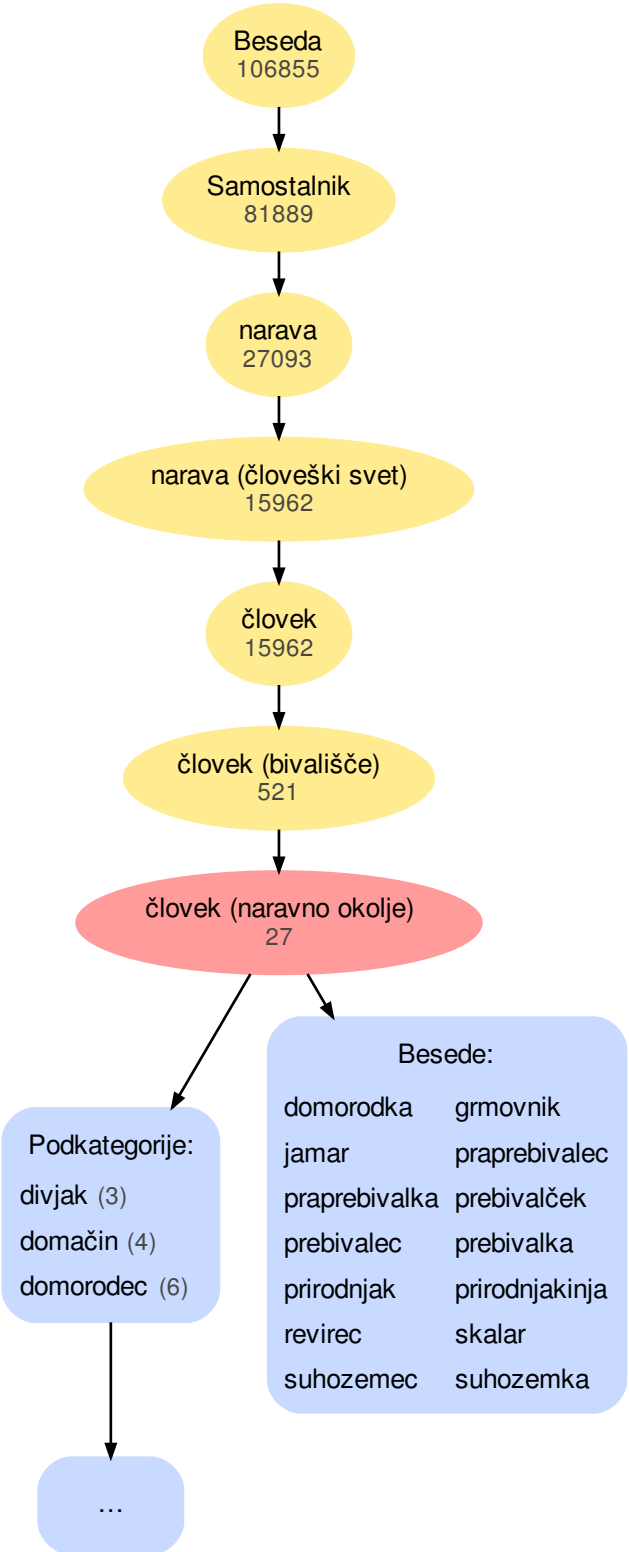 Beseda
106855
Samostalnik
81889
narava
27093
narava (človeški svet)
15962
človek
15962
človek (bivališče)
521
človek (naravno okolje)
27
Podkategorije:
divjak (3)
domačin (4)
domorodec (6)
...
Besede:
domorodka grmovnik
jamar praprebivalec
praprebivalka prebivalček
prebivalec prebivalka
prirodnjak prirodnjakinja
revirec skalar
suhozemec suhozemka